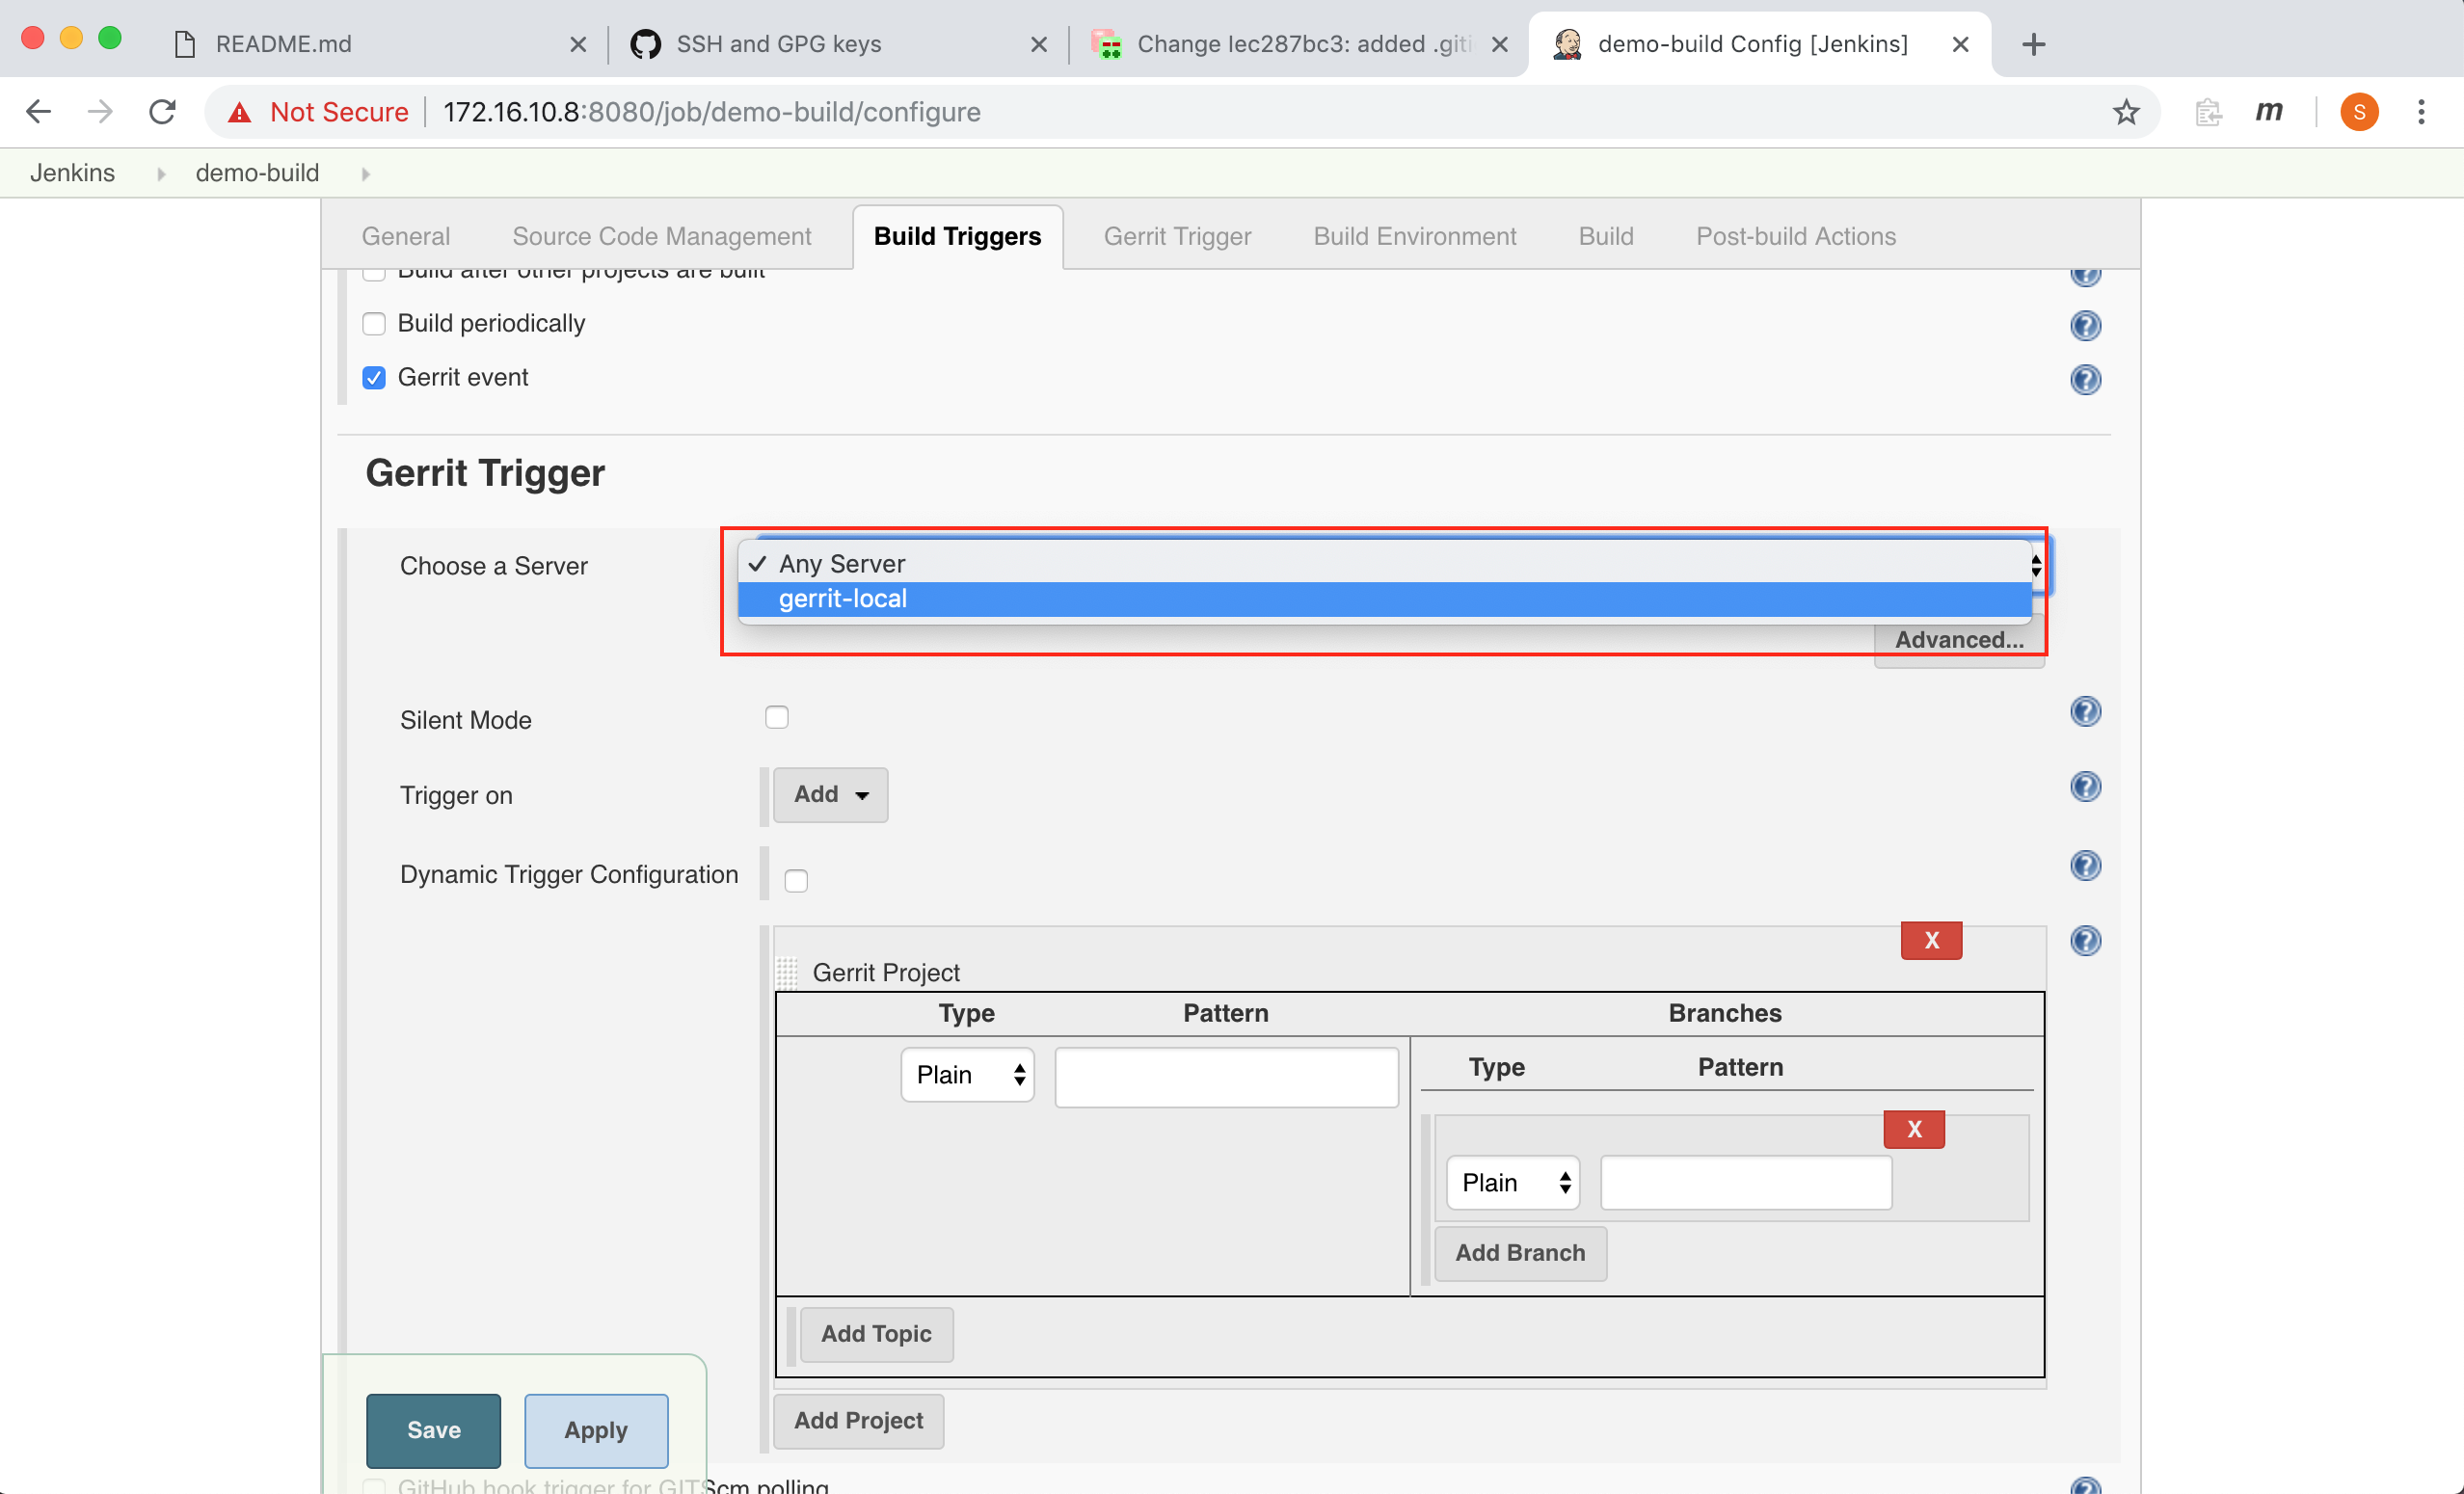 README.md
SSH and GPG keys
Change Iec287bc3: added .giti
demo-build Config [Jenkins]
Not Secure
172.16.10.8:8080/job/demo-build/configure
m
S
Jenkins
demo-build
General
Source Code Management
Build Triggers
Gerrit Trigger
Build Environment
Build
Post-build Actions
Build after other projects are built
?
Build periodically
?
Gerrit event
?
Gerrit Trigger
Choose a Server
✓ Any Server
gerrit-local
Advanced...
Silent Mode
?
Trigger on
Add
?
Dynamic Trigger Configuration
?
X
?
Gerrit Project
Type
Pattern
Branches
Plain
Type
Pattern
X
Plain
Add Branch
Add Topic
Add Project
Save
Apply
GitHub hook trigger for GITScm polling
?